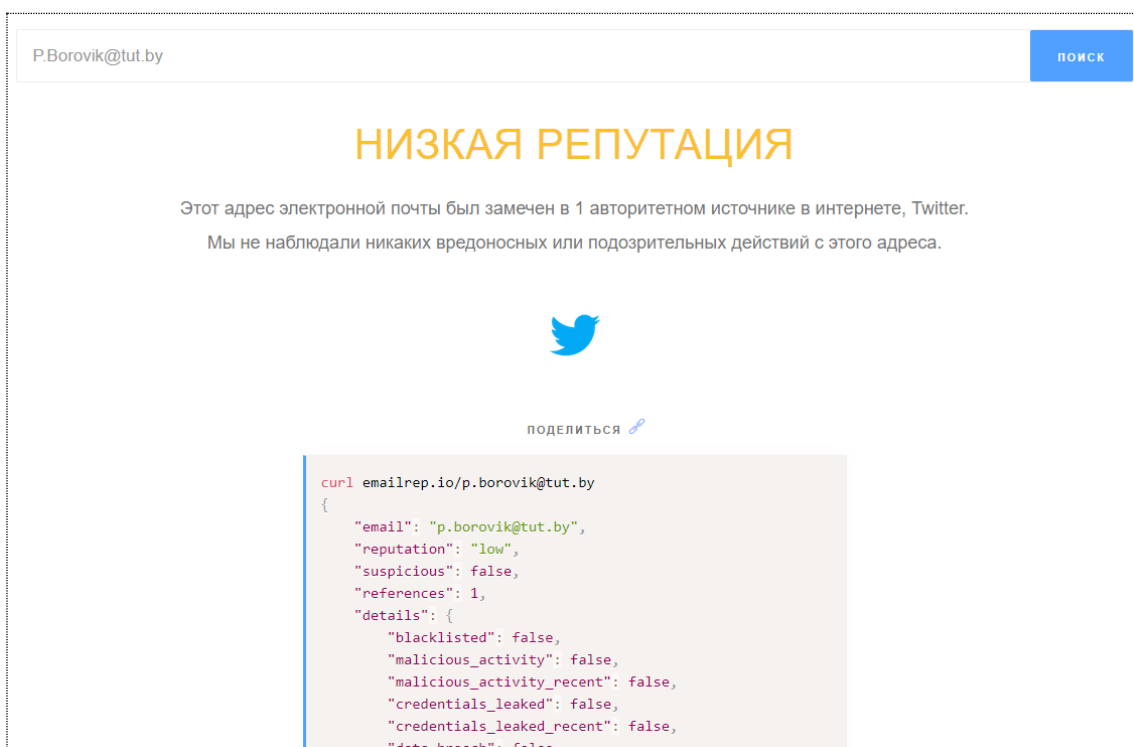 P.Borovik@tut.by
ПОИСК
НИЗКАЯ РЕПУТАЦИЯ
Этот адрес электронной почты был замечен в 1 авторитетном источнике в интернете, Twitter.
Мы не наблюдали никаких вредоносных или подозрительных действий с этого адреса.
ПОДЕЛИТЬСЯ
curl emailrep.io/p.borovik@tut.by
{
    "email": "p.borovik@tut.by",
    "reputation": "low",
    "suspicious": false,
    "references": 1,
    "details": {
        "blacklisted": false,
        "malicious_activity": false,
        "malicious_activity_recent": false,
        "credentials_leaked": false,
        "credentials_leaked_recent": false,
        "data_breach": false,